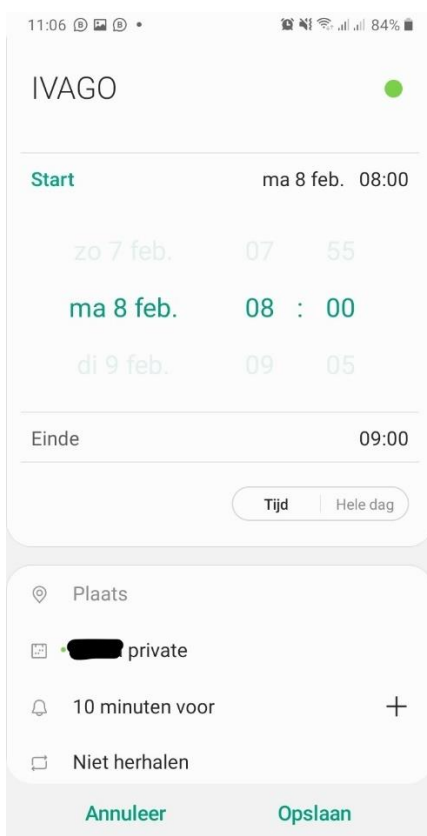 11:06 B B • 84%
IVAGO
Start ma 8 feb. 08:00
zo 7 feb. 07 55
ma 8 feb. 08 : 00
di 9 feb. 09 05
Einde 09:00
Tijd Hele dag
Plaats
private
10 minuten voor +
Niet herhalen
Annuleer Opslaan